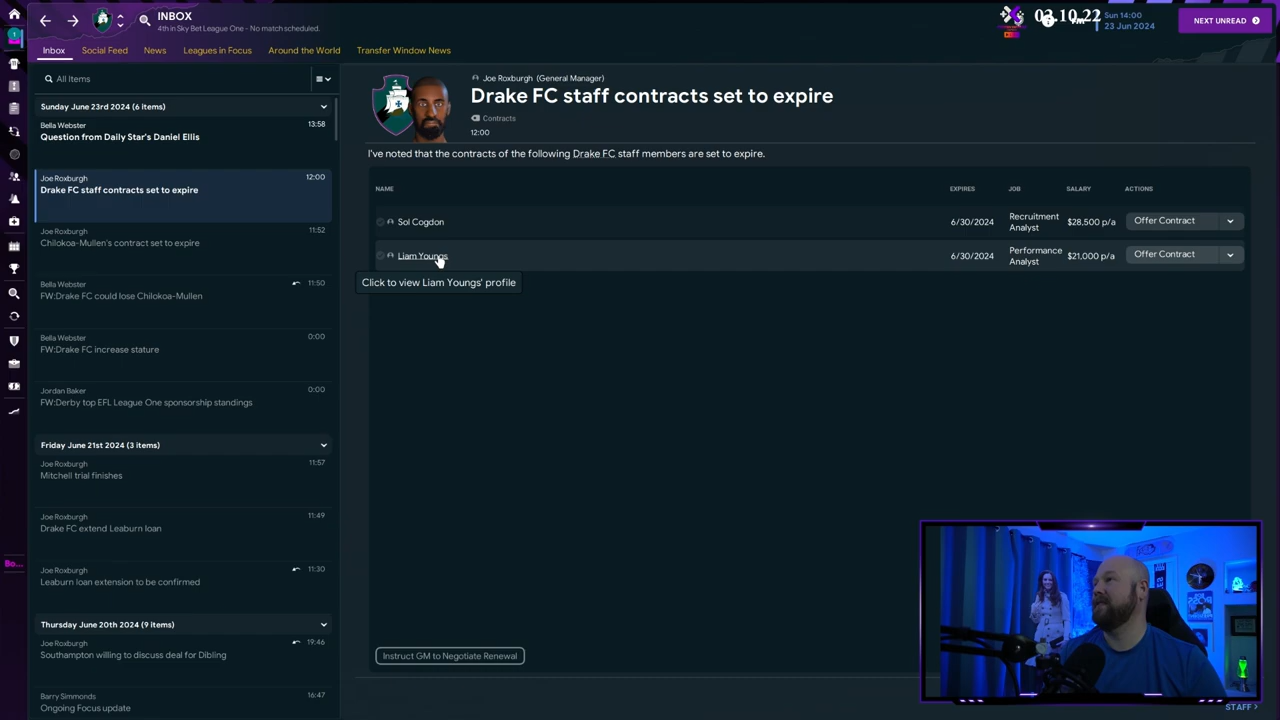 INBOX
4th in Sky Bet League One - No match scheduled.
03.10.22
Sun 14:00
23 Jun 2024
NEXT UNREAD
Inbox
Social Feed
News
Leagues in Focus
Around the World
Transfer Window News
All Items
Sunday June 23rd 2024 (6 items)
Bella Webster
13:58
Question from Daily Star's Daniel Ellis
Joe Roxburgh
12:00
Drake FC staff contracts set to expire
Joe Roxburgh
11:52
Chilokoa-Mullen's contract set to expire
Bella Webster
11:50
FW:Drake FC could lose Chilokoa-Mullen
Bella Webster
0:00
FW:Drake FC increase stature
Jordan Baker
0:00
FW:Derby top EFL League One sponsorship standings
Friday June 21st 2024 (3 items)
Joe Roxburgh
11:57
Mitchell trial finishes
Joe Roxburgh
11:49
Drake FC extend Leaburn loan
Joe Roxburgh
11:30
Leaburn loan extension to be confirmed
Thursday June 20th 2024 (9 items)
Joe Roxburgh
19:46
Southampton willing to discuss deal for Dibling
Barry Simmonds
16:47
Ongoing Focus update
Bo...
Joe Roxburgh (General Manager)
Drake FC staff contracts set to expire
Contracts
12:00
I've noted that the contracts of the following Drake FC staff members are set to expire.
NAME EXPIRES JOB SALARY ACTIONS
Sol Cogdon 6/30/2024 Recruitment Analyst $28,500 p/a Offer Contract
Liam Youngs 6/30/2024 Performance Analyst $21,000 p/a Offer Contract
Click to view Liam Youngs' profile
Instruct GM to Negotiate Renewal
STAFF >